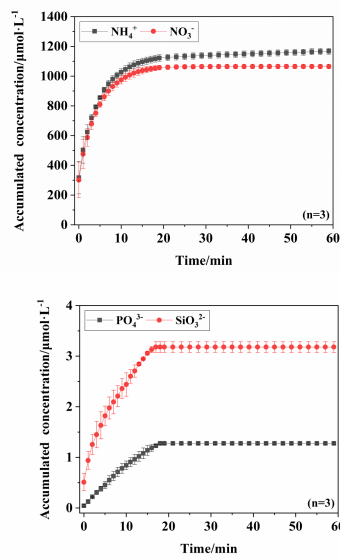 1400
1200
1000
800
600
400
200
0
Accumulated concentration/μmol·L⁻¹
NH₄⁺ NO₃⁻
(n=3)
0 10 20 30 40 50 60
Time/min
4
3
2
1
0
Accumulated concentration/μmol·L⁻¹
PO₄³⁻ SiO₃²⁻
(n=3)
0 10 20 30 40 50 60
Time/min